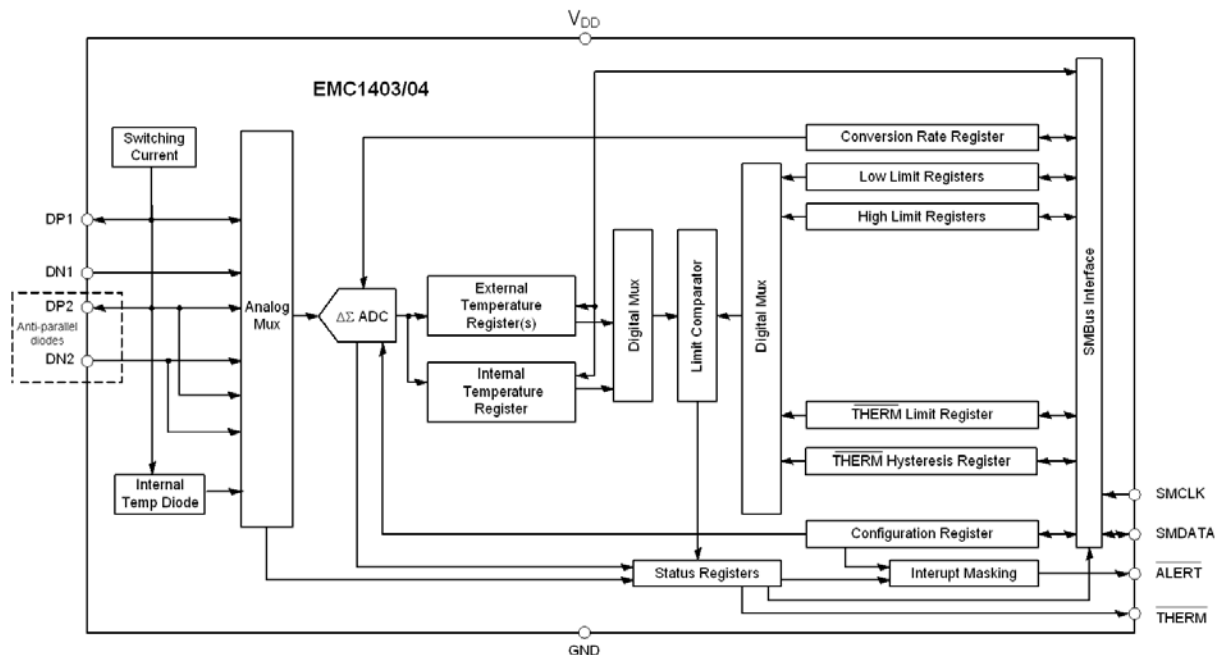 VDD
EMC1403/04
Switching
Current
Conversion Rate Register
Low Limit Registers
High Limit Registers
DP1
DN1
DP2
Anti-parallel
diodes
DN2
Analog
Mux
ΔΣ ADC
External
Temperature
Register(s)
Internal
Temperature
Register
Digital Mux
Limit Comparator
Digital Mux
SMBus Interface
THERM Limit Register
THERM Hysteresis Register
Internal
Temp Diode
Configuration Register
Status Registers
Interupt Masking
SMCLK
SMDATA
ALERT
THERM
GND